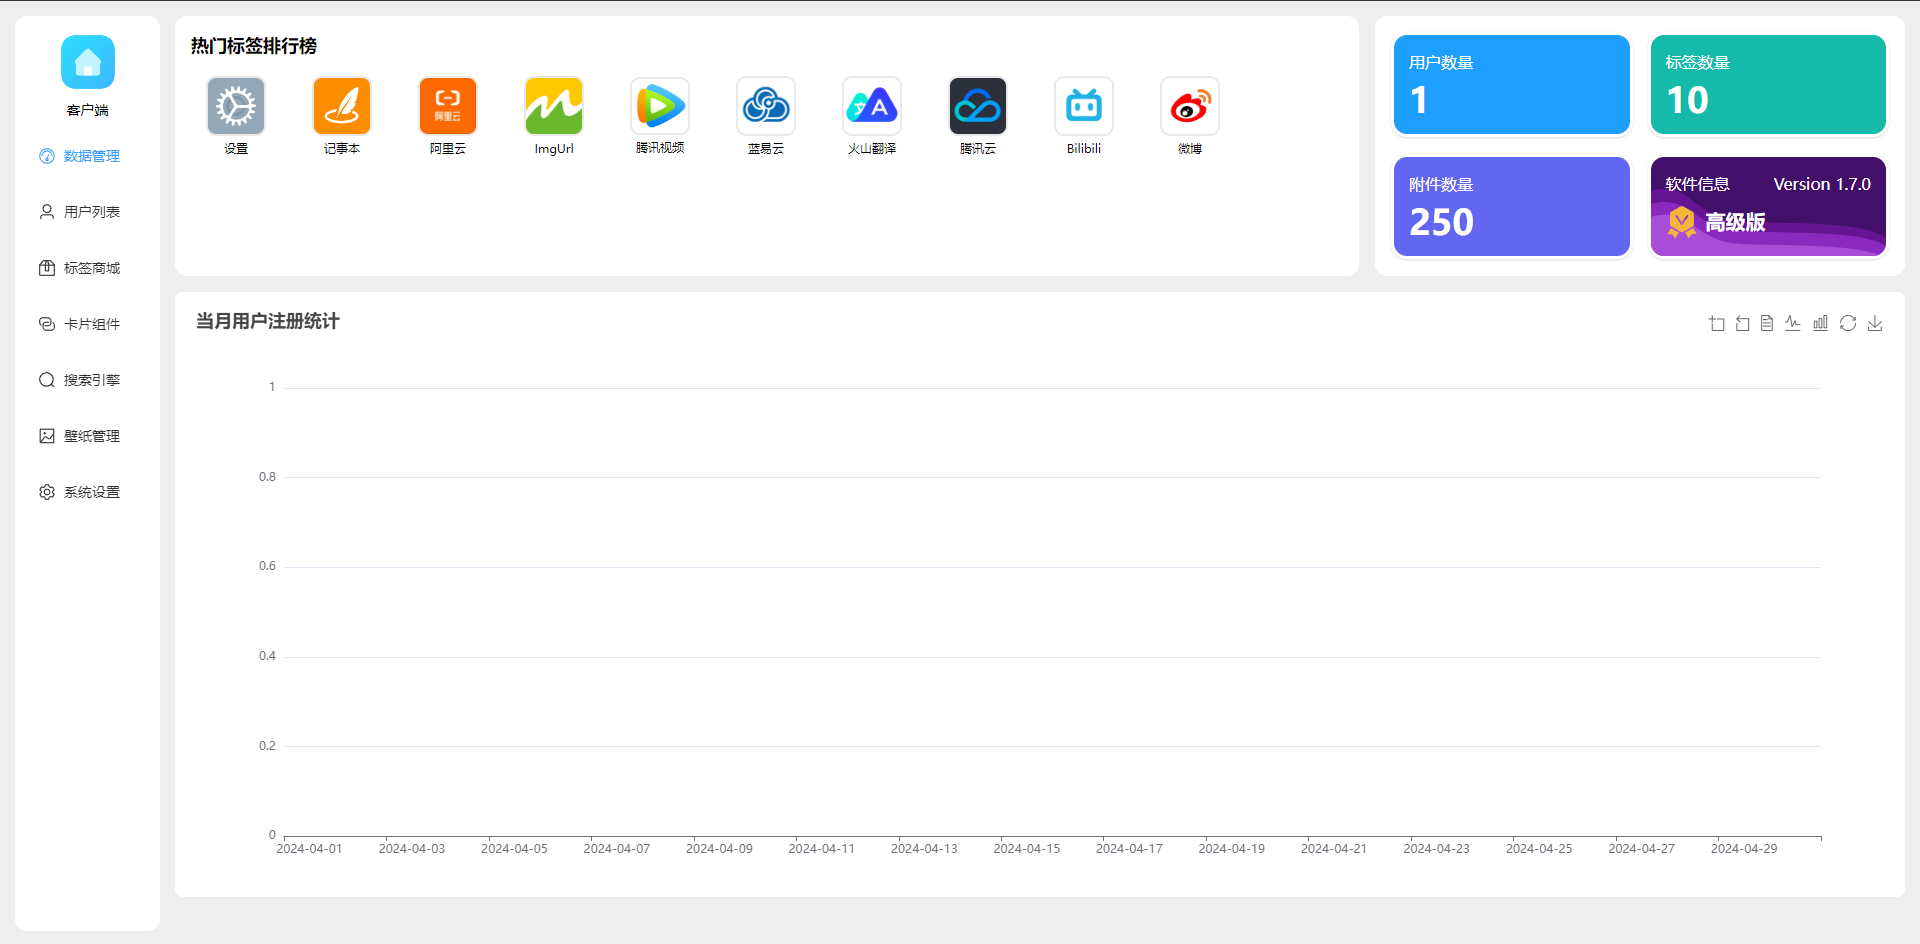 客户端
数据管理
用户列表
标签商城
卡片组件
搜索引擎
壁纸管理
系统设置
热门标签排行榜
阿里云
设置
记事本
阿里云
ImgUrl
腾讯视频
蓝易云
火山翻译
腾讯云
Bilibili
微博
用户数量
1
标签数量
10
附件数量
250
软件信息 Version 1.7.0
高级版
当月用户注册统计
1
0.8
0.6
0.4
0.2
0
2024-04-01 2024-04-03 2024-04-05 2024-04-07 2024-04-09 2024-04-11 2024-04-13 2024-04-15 2024-04-17 2024-04-19 2024-04-21 2024-04-23 2024-04-25 2024-04-27 2024-04-29